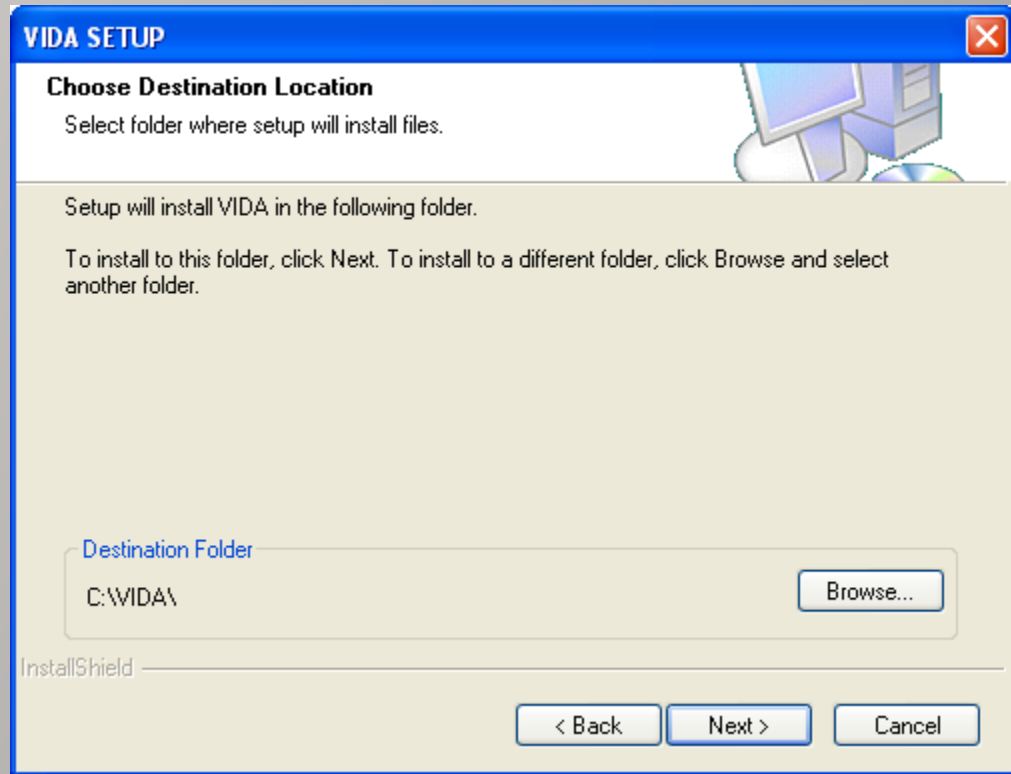 VIDA SETUP
Choose Destination Location
Select folder where setup will install files.
Setup will install VIDA in the following folder.
To install to this folder, click Next. To install to a different folder, click Browse and select
another folder.
Destination Folder
C:\VIDA\
Browse...
InstallShield
< Back
Next >
Cancel